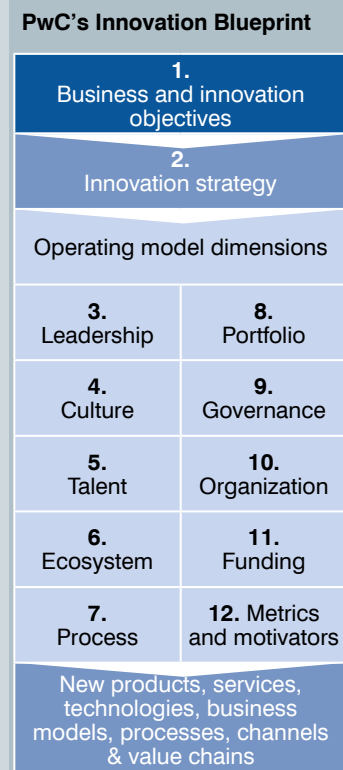 PwC's Innovation Blueprint
1.
Business and innovation
objectives
2.
Innovation strategy
Operating model dimensions
3.
Leadership
8.
Portfolio
4.
Culture
9.
Governance
5.
Talent
10.
Organization
6.
Ecosystem
11.
Funding
7.
Process
12. Metrics
and motivators
New products, services,
technologies, business
models, processes, channels
& value chains